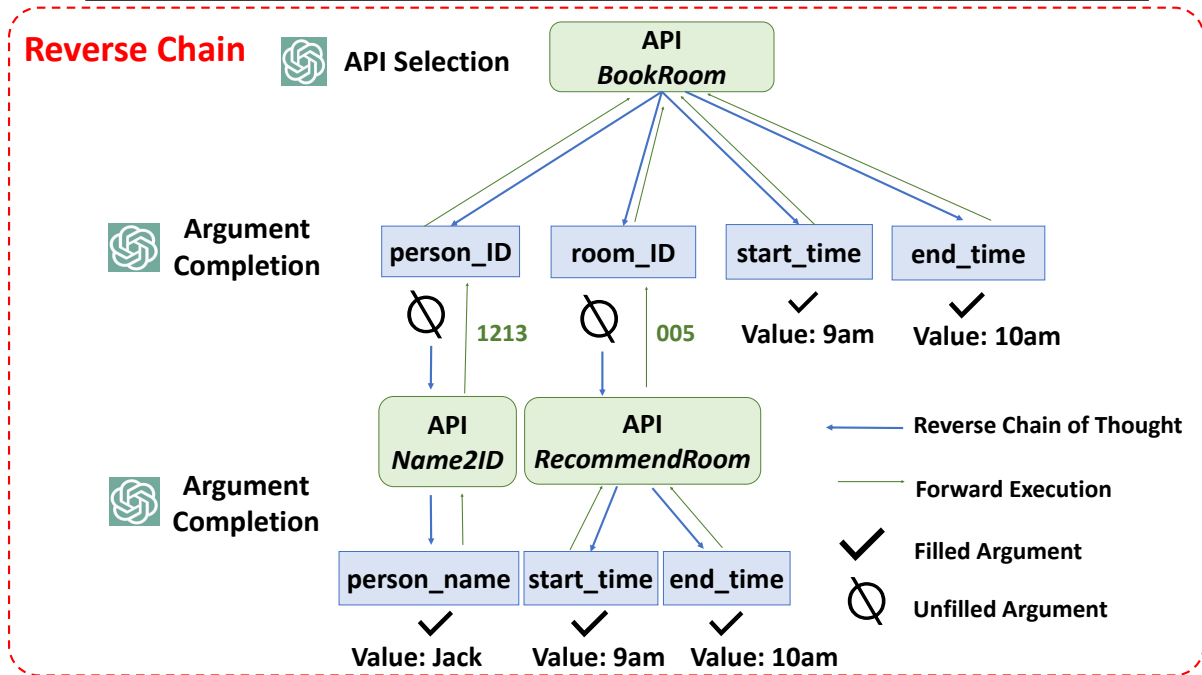 Reverse Chain
API Selection
API
BookRoom
Argument
Completion
person_ID
room_ID
start_time
end_time
1213
005
Value: 9am
Value: 10am
API
Name2ID
API
RecommendRoom
Reverse Chain of Thought
Forward Execution
Filled Argument
Unfilled Argument
Argument
Completion
person_name
start_time
end_time
Value: Jack
Value: 9am
Value: 10am